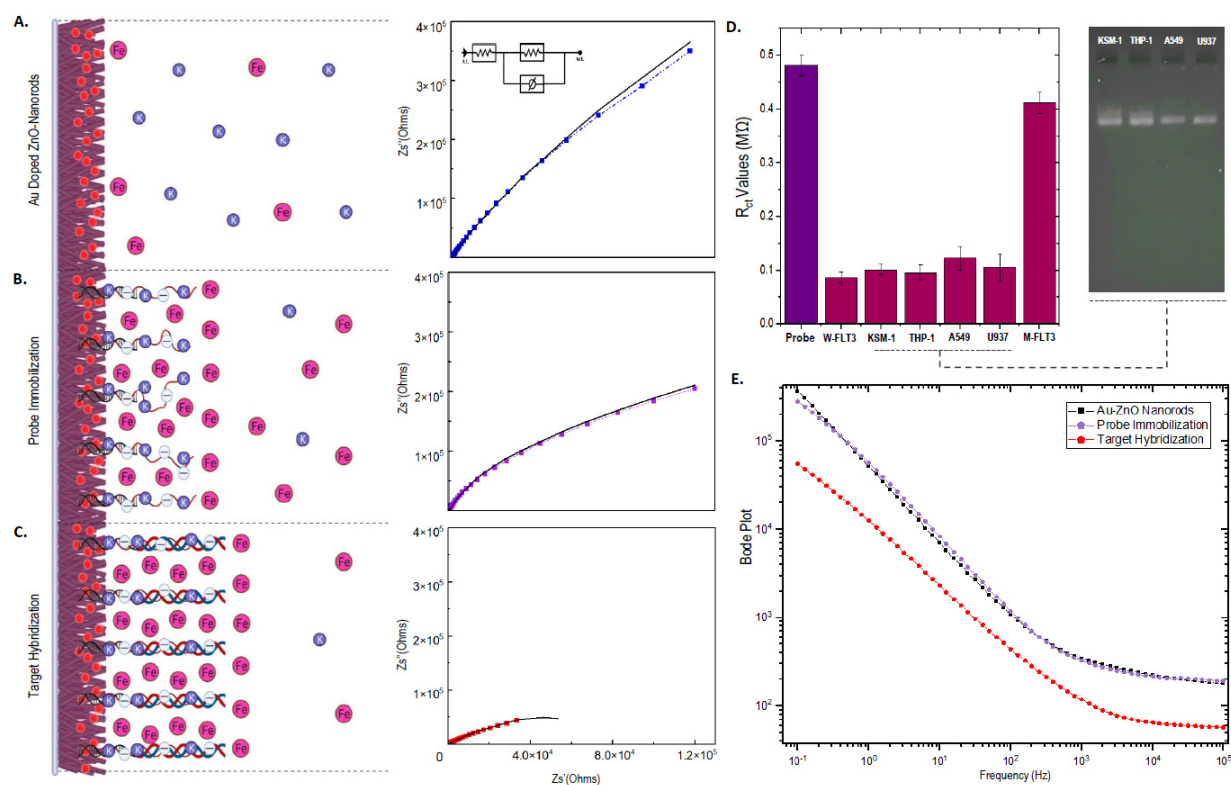 A.
Au Doped ZnO-Nanorods
Fe
K
K
Fe
K
K
K
Fe
K
K
Fe
K
Fe
Zs''(Ohms)
4×10⁵
3×10⁵
2×10⁵
1×10⁵
B.
Probe Immobilization
Zs''(Ohms)
4×10⁵
3×10⁵
2×10⁵
1×10⁵
C.
Target Hybridization
Zs''(Ohms)
4×10⁵
3×10⁵
2×10⁵
1×10⁵
0
4.0×10⁴
8.0×10⁴
1.2×10⁵
Zs'(Ohms)
D.
R_ct Values (MΩ)
0.5
0.4
0.3
0.2
0.1
0.0
Probe
W-FLT3
KSM-1
THP-1
A549
U937
M-FLT3
KSM-1 THP-1 A549 U937
E.
Au-ZnO Nanorods
Probe Immobilization
Target Hybridization
Bode Plot
10⁵
10⁴
10³
10²
10⁻¹
10⁰
10¹
10²
10³
10⁴
10⁵
Frequency (Hz)